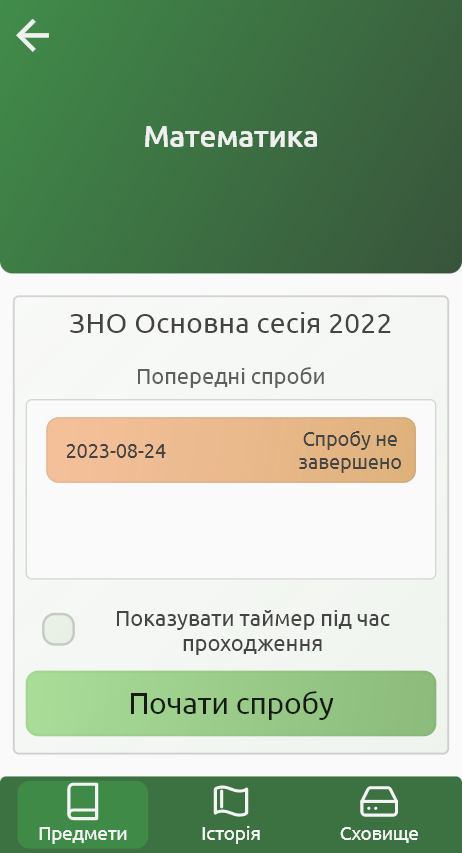 Математика
ЗНО Основна сесія 2022
Попередні спроби
2023-08-24
Спробу не
завершено
Показувати таймер під час
проходження
Почати спробу
Предмети
Історія
Сховище